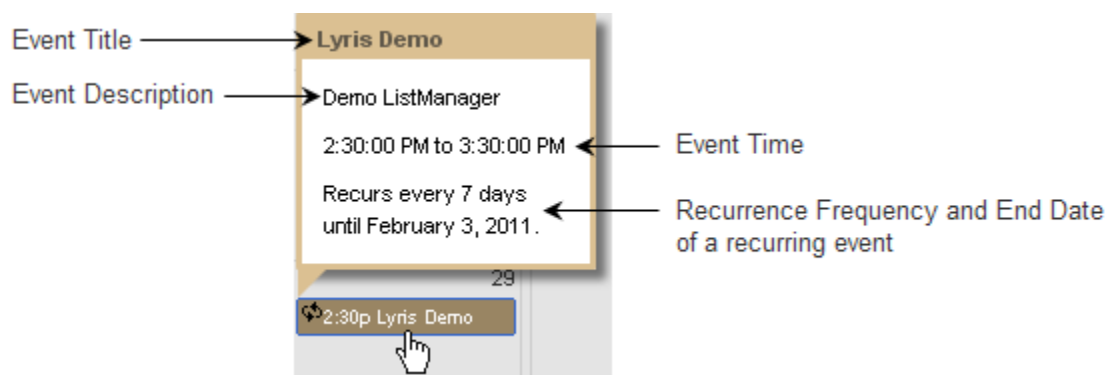 Event Title
Lyris Demo
Event Description
Demo ListManager
2:30:00 PM to 3:30:00 PM
Event Time
Recurs every 7 days
until February 3, 2011.
Recurrence Frequency and End Date
of a recurring event
29
2:30p Lyris Demo